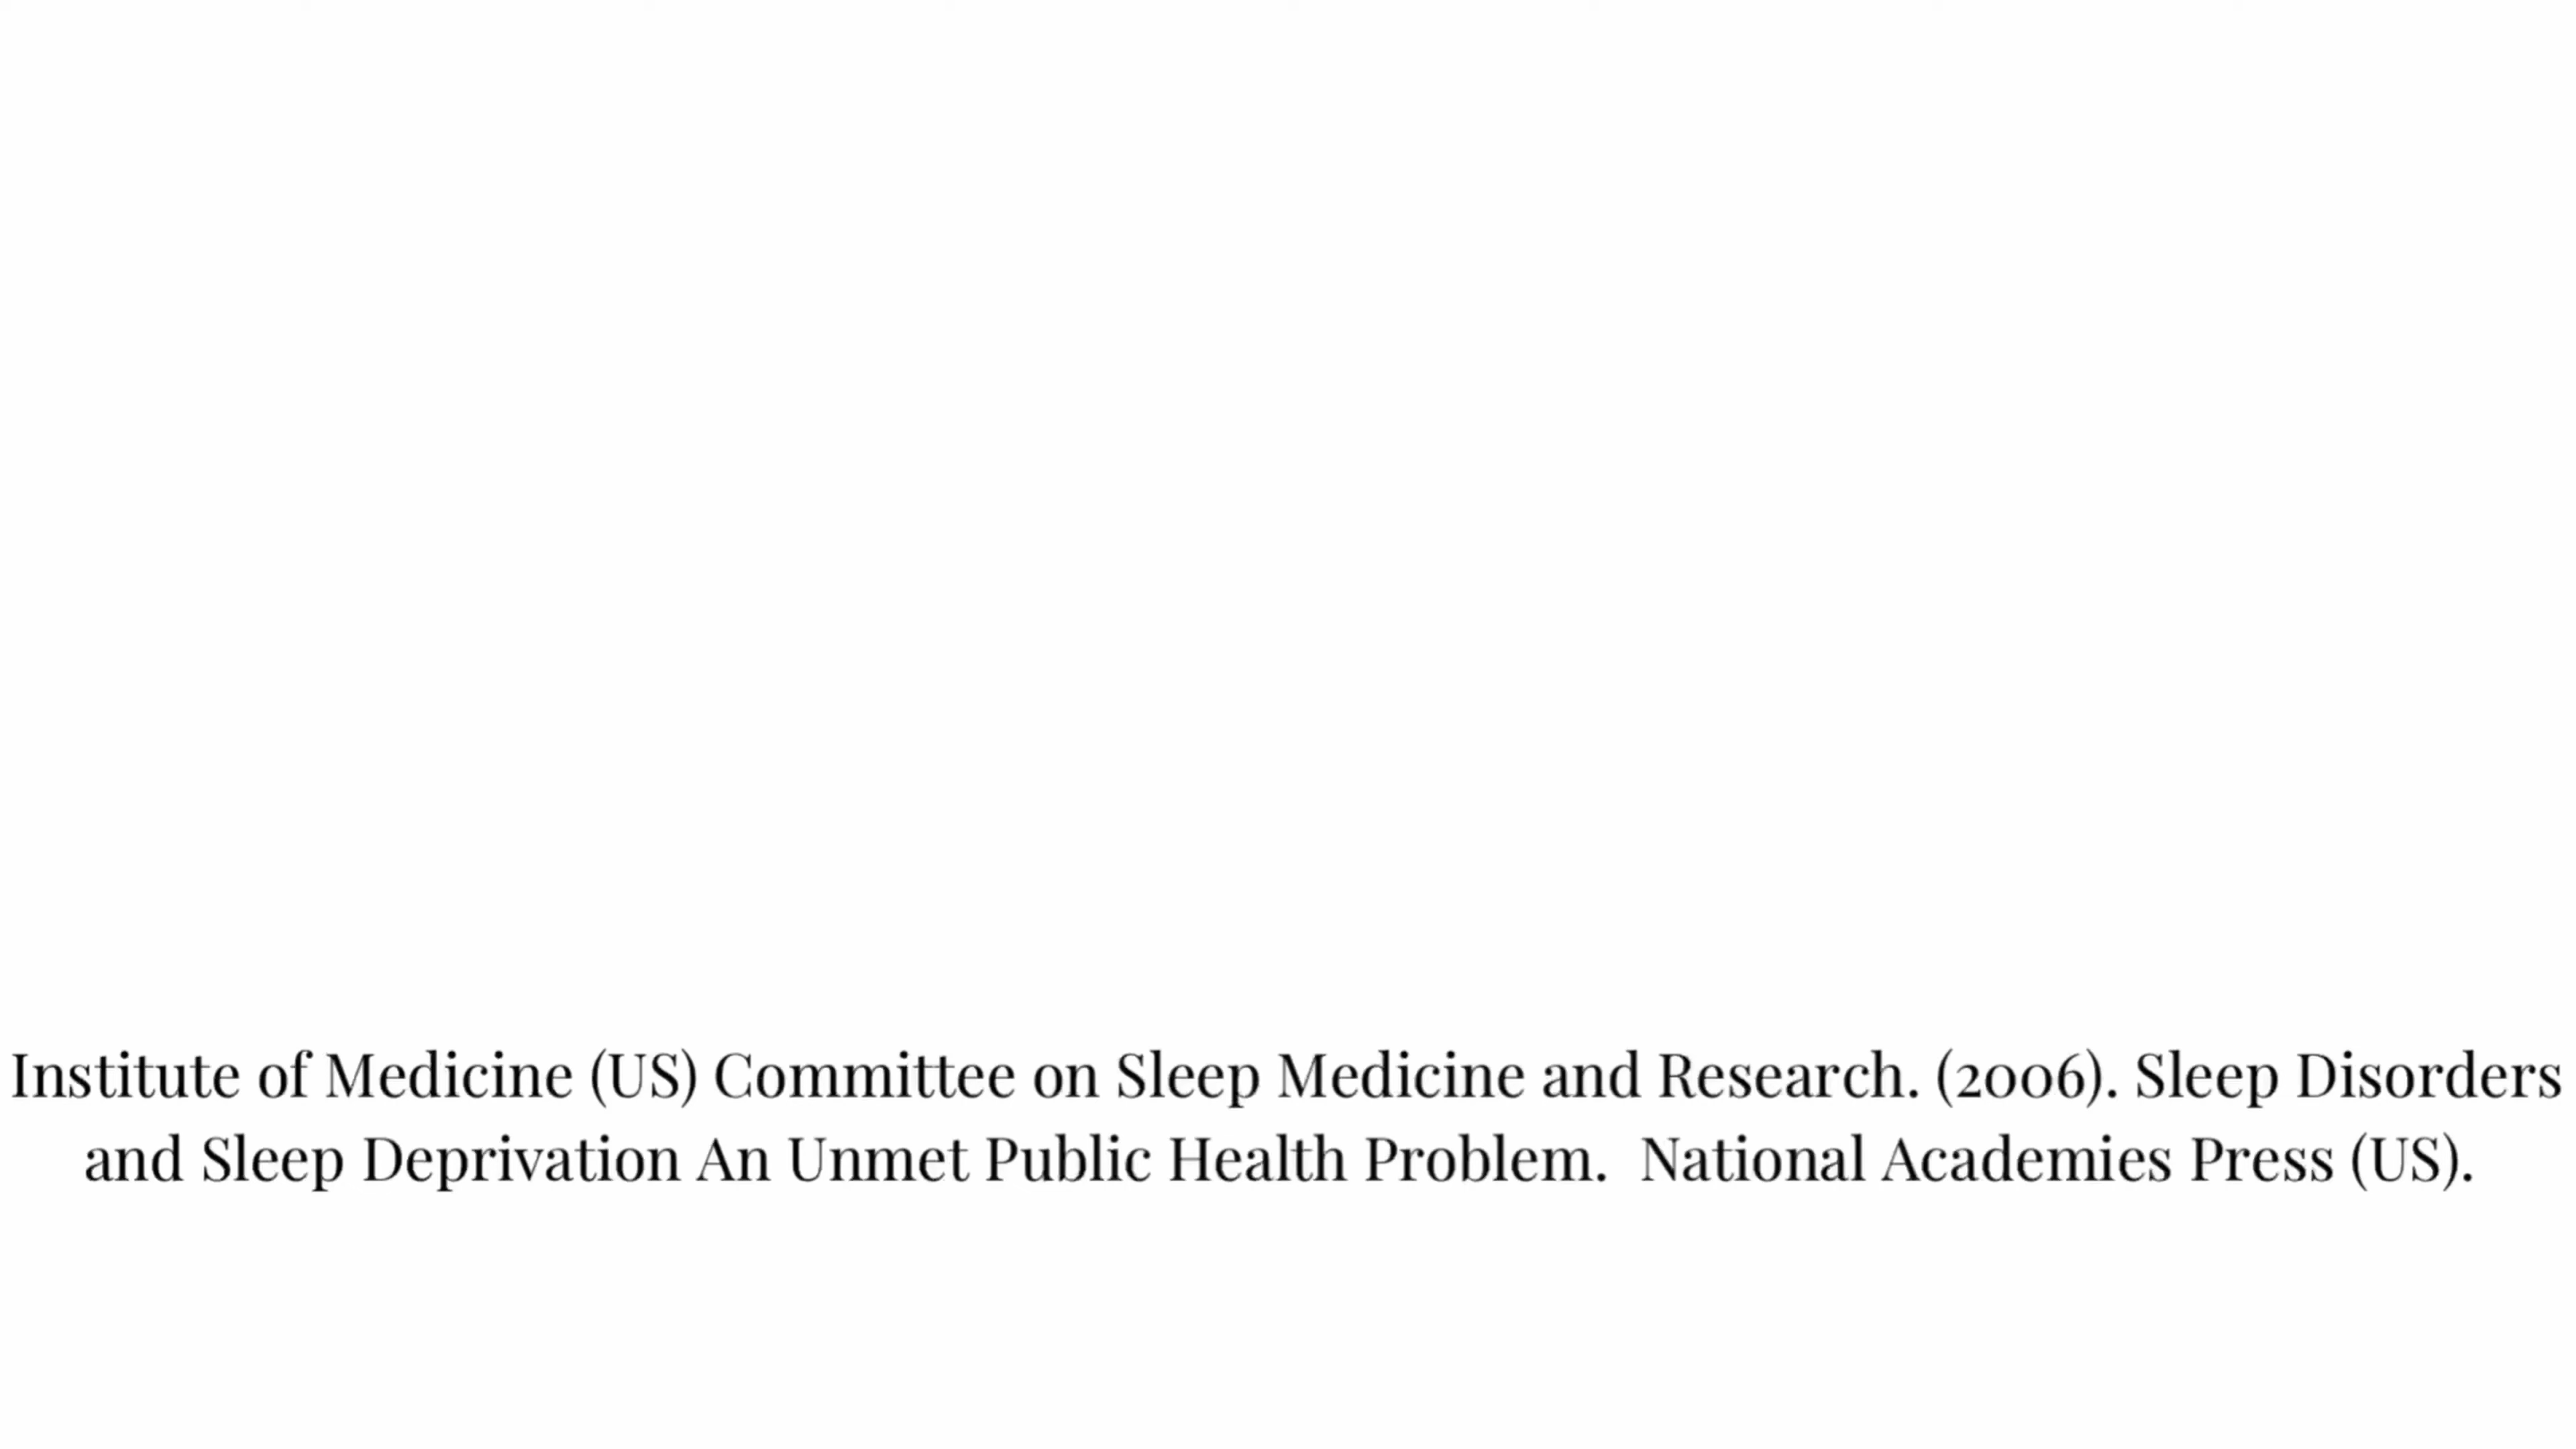 Institute of Medicine (US) Committee on Sleep Medicine and Research. (2006). Sleep Disorders
and Sleep Deprivation An Unmet Public Health Problem.  National Academies Press (US).